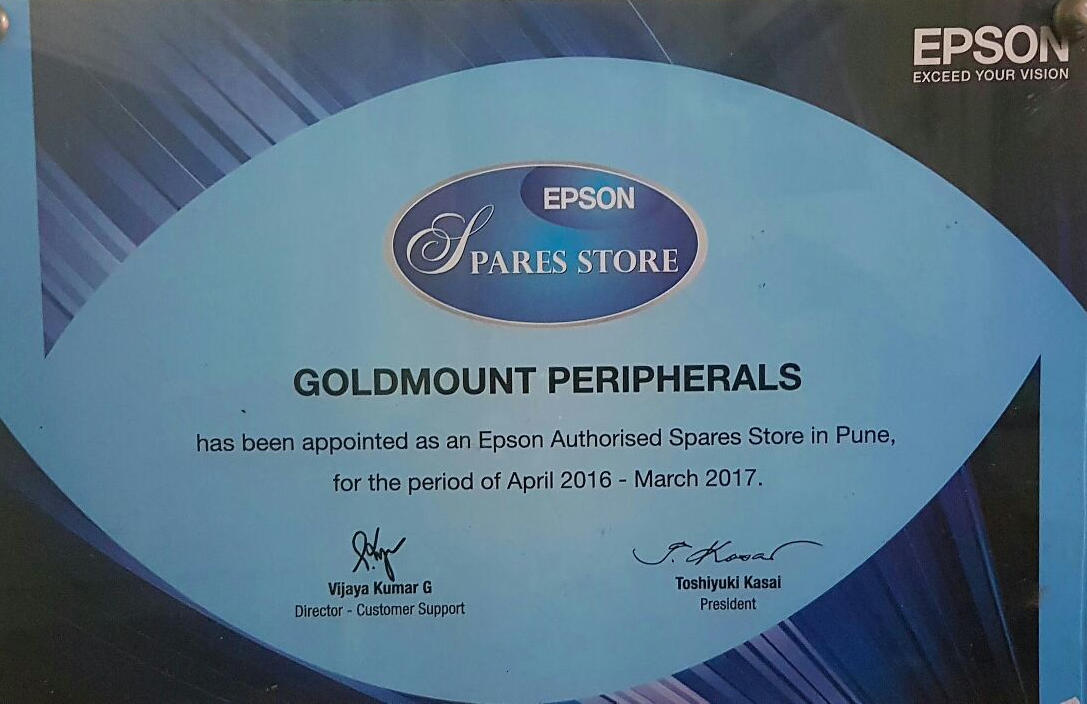 EPSON
EXCEED YOUR VISION
EPSON
SPARES STORE
GOLDMOUNT PERIPHERALS
has been appointed as an Epson Authorised Spares Store in Pune,
for the period of April 2016 - March 2017.
T. Kasai
Vijaya Kumar G
Director - Customer Support
Toshiyuki Kasai
President